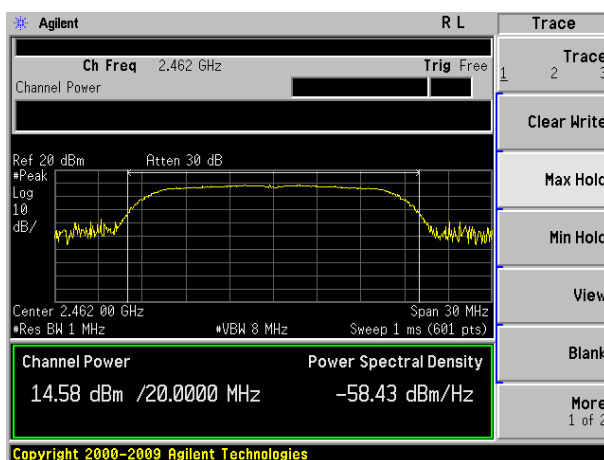 Agilent R L Trace
Ch Freq 2.462 GHz Trig Free
Channel Power
Trace
1 2 3
Clear Write
Max Hold
Min Hold
View
Blank
More
1 of 2
Ref 20 dBm Atten 30 dB
#Peak
Log
10
dB/
Center 2.462 00 GHz Span 30 MHz
#Res BW 1 MHz #VBW 8 MHz Sweep 1 ms (601 pts)
Channel Power Power Spectral Density
14.58 dBm /20.0000 MHz -58.43 dBm/Hz
Copyright 2000-2009 Agilent Technologies